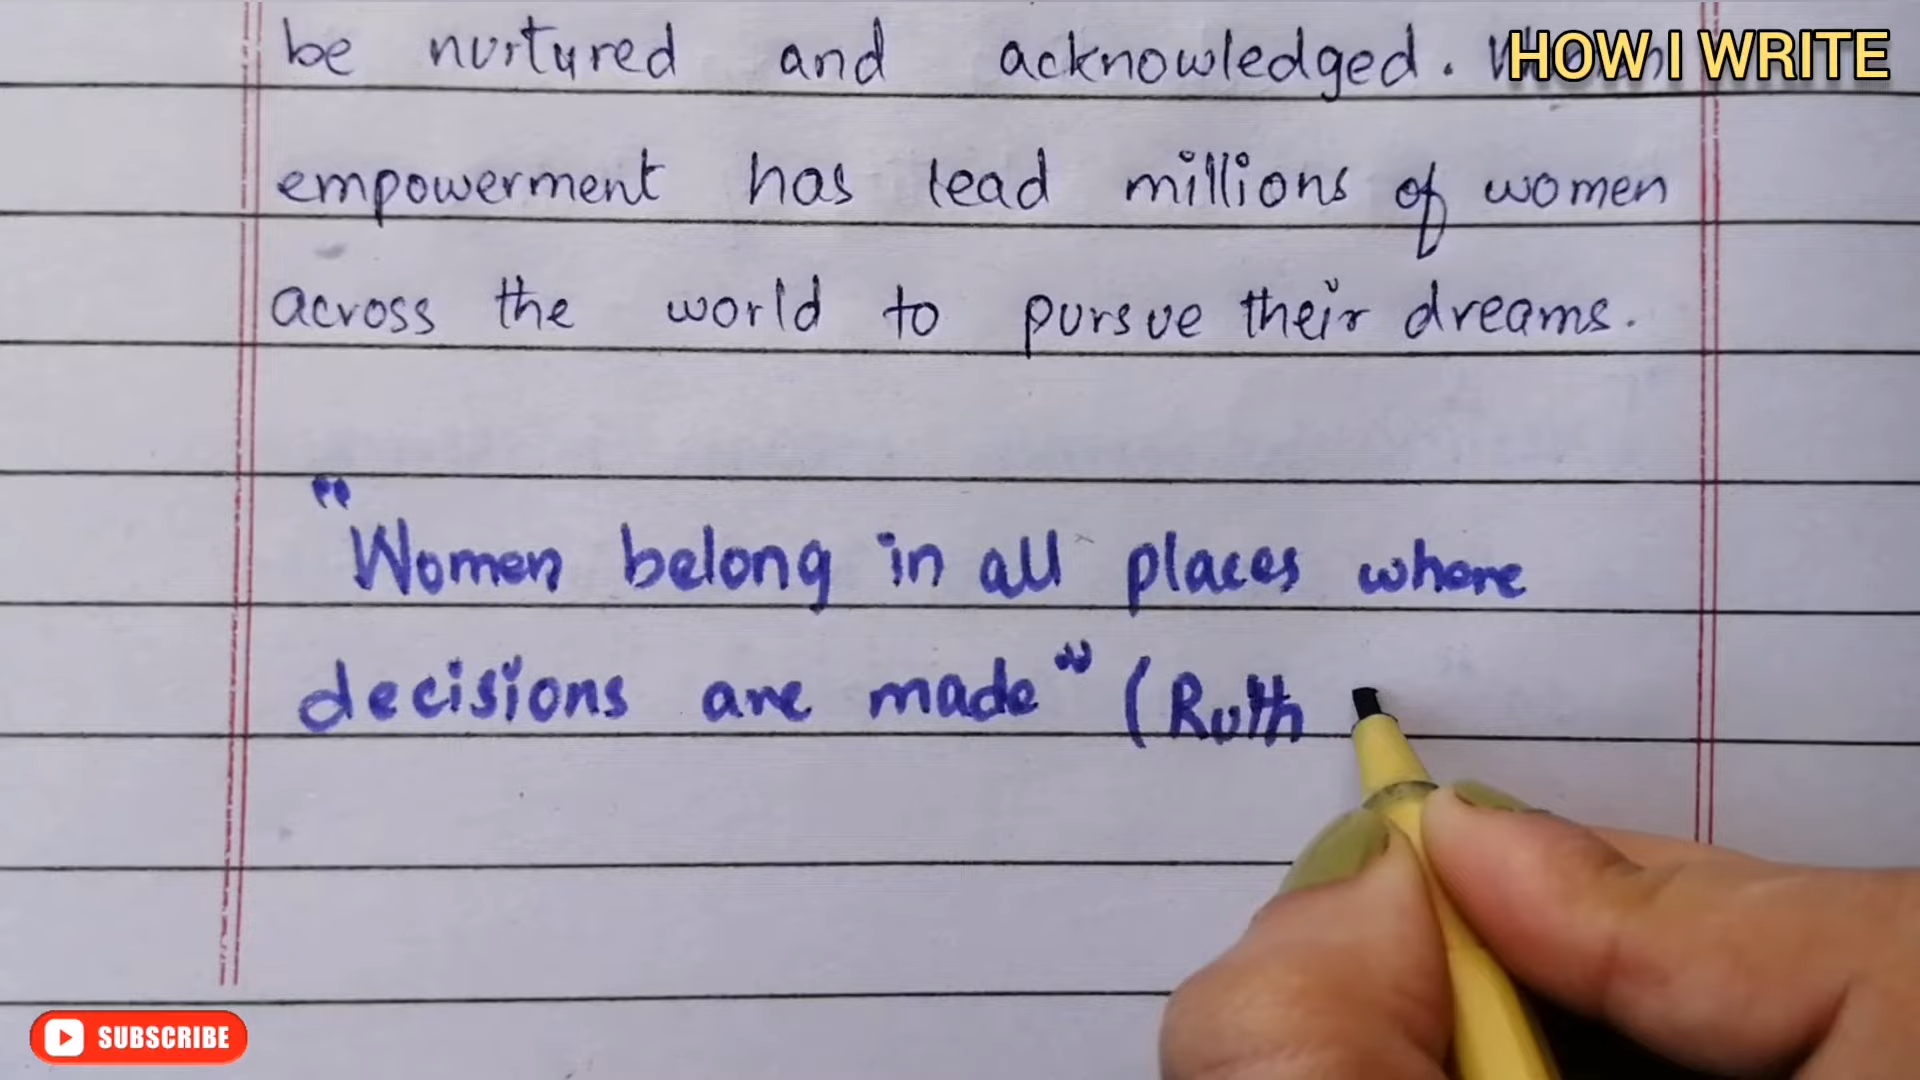 be nurtured and acknowledged.
HOW I WRITE
empowerment has lead millions of women
across the world to pursue their dreams.
"Women belong in all places where
decisions are made" (Ruth
SUBSCRIBE